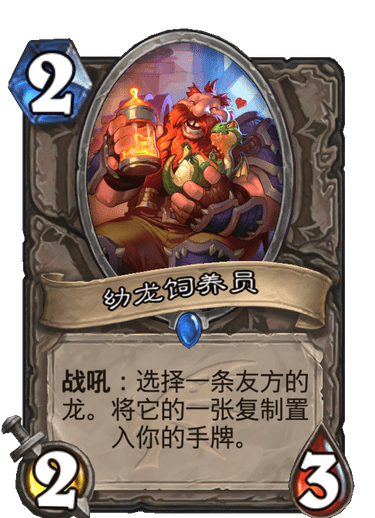 2
幼龙饲养员
战吼：选择一条友方的
龙。将它的一张复制置
入你的手牌。
2
3